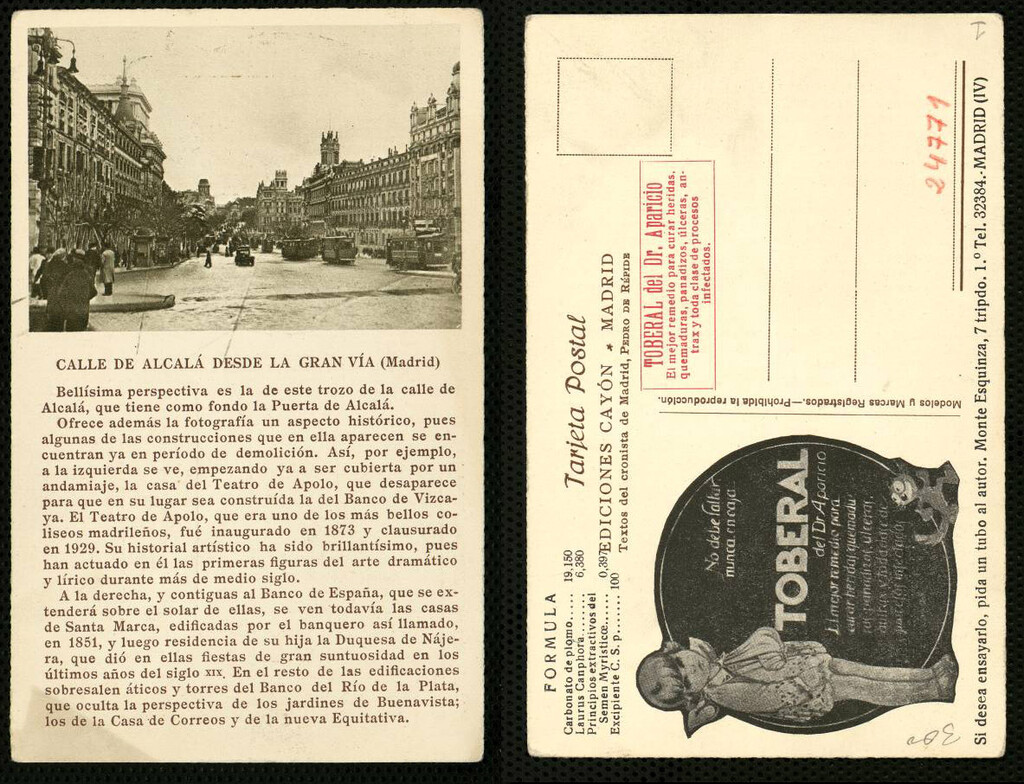 CALLE DE ALCALÁ DESDE LA GRAN VÍA (Madrid)
Bellísima perspectiva es la de este trozo de la calle de
Alcalá, que tiene como fondo la Puerta de Alcalá.
Ofrece además la fotografía un aspecto histórico, pues
algunas de las construcciones que en ella aparecen se en-
cuentran ya en período de demolición. Así, por ejemplo,
a la izquierda se ve, empezando ya a ser cubierta por un
andamiaje, la casa del Teatro de Apolo, que desaparece
para que en su lugar sea construída la del Banco de Vizca-
ya. El Teatro de Apolo, que era uno de los más bellos co-
liseos madrileños, fué inaugurado en 1873 y clausurado
en 1929. Su historial artístico ha sido brillantísimo, pues
han actuado en él las primeras figuras del arte dramático
y lírico durante más de medio siglo.
A la derecha, y contiguas al Banco de España, que se ex-
tenderá sobre el solar de ellas, se ven todavía las casas
de Santa Marca, edificadas por el banquero así llamado,
en 1851, y luego residencia de su hija la Duquesa de Náje-
ra, que dió en ellas fiestas de gran suntuosidad en los
últimos años del siglo XIX. En el resto de las edificaciones
sobresalen áticos y torres del Banco del Río de la Plata,
que oculta la perspectiva de los jardines de Buenavista;
los de la Casa de Correos y de la nueva Equitativa.
FORMULA
Carbonato de plomo.... 19.150
Laurus Canphora...... 6,380
Principios extractivos del
Semen Myrísticce...... 0,397
Excipiente C. S. p....... 100
Tarjeta Postal
EDICIONES CAYÓN * MADRID
Textos del cronista de Madrid, PEDRO DE RÉPIDE
TOBERAL del Dr. Aparicio
El mejor remedio para curar heridas,
quemaduras, panadizos, úlceras, an-
trax y toda clase de procesos
infectados.
Modelos y Marcas Registrados.—Prohibida la reproducción.
24771
No debe faltar
nunca en caja
TOBERAL
del Dr Aparicio
El mejor remedio para
curar heridas quemadu
Si desea ensayarlo, pida un tubo al autor. Monte Esquinza, 7 tripdo. 1.º Tel. 32384.-MADRID (IV)